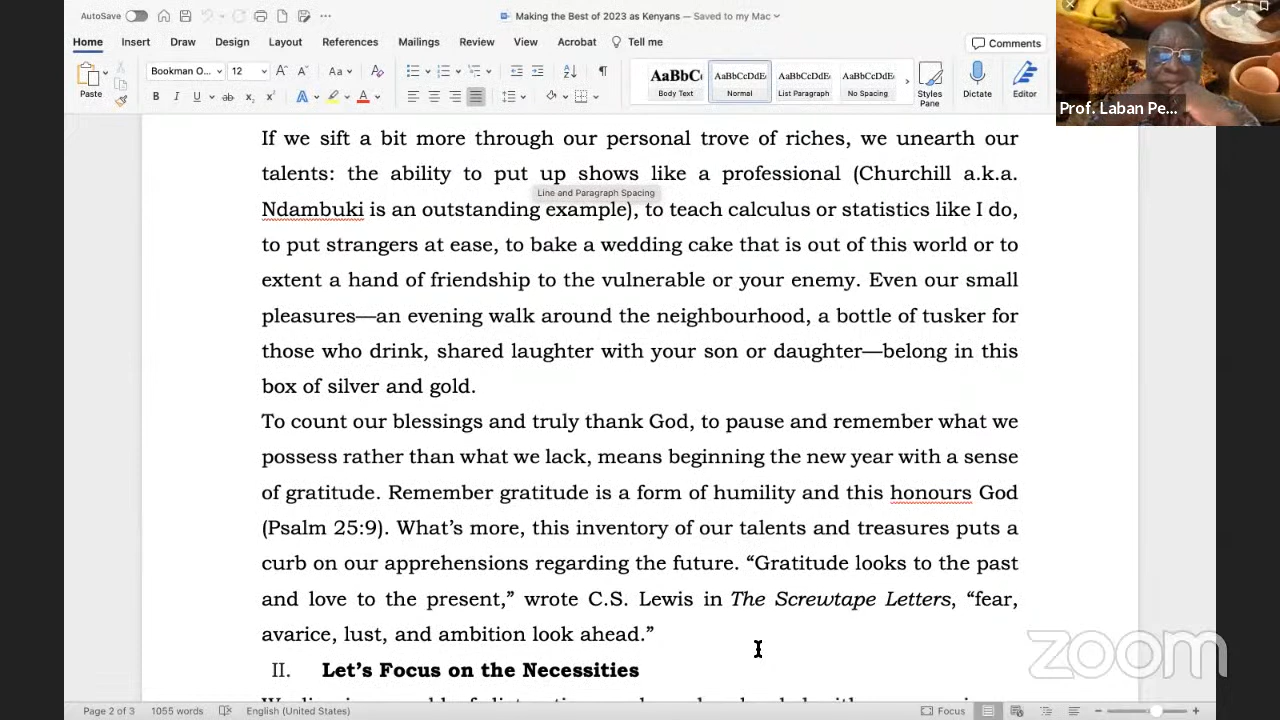 AutoSave
Making the Best of 2023 as Kenyans — Saved to my Mac
Home Insert Draw Design Layout References Mailings Review View Acrobat Tell me
Comments
Paste
Bookman O... 12
Aa
B I U ab x₂ x²
A A
AaBbC AaBbCcDdE AaBbCcDdE AaBbCcDdE
Body Text Normal List Paragraph No Spacing
Styles Pane
Dictate
Editor
Prof. Laban Pe...
If we sift a bit more through our personal trove of riches, we unearth our
talents: the ability to put up shows like a professional (Churchill a.k.a.
Line and Paragraph Spacing
Ndambuki is an outstanding example), to teach calculus or statistics like I do,
to put strangers at ease, to bake a wedding cake that is out of this world or to
extent a hand of friendship to the vulnerable or your enemy. Even our small
pleasures—an evening walk around the neighbourhood, a bottle of tusker for
those who drink, shared laughter with your son or daughter—belong in this
box of silver and gold.
To count our blessings and truly thank God, to pause and remember what we
possess rather than what we lack, means beginning the new year with a sense
of gratitude. Remember gratitude is a form of humility and this honours God
(Psalm 25:9). What’s more, this inventory of our talents and treasures puts a
curb on our apprehensions regarding the future. “Gratitude looks to the past
and love to the present,” wrote C.S. Lewis in The Screwtape Letters, “fear,
avarice, lust, and ambition look ahead.”
II. Let’s Focus on the Necessities
zoom
Page 2 of 3 1055 words English (United States) Focus